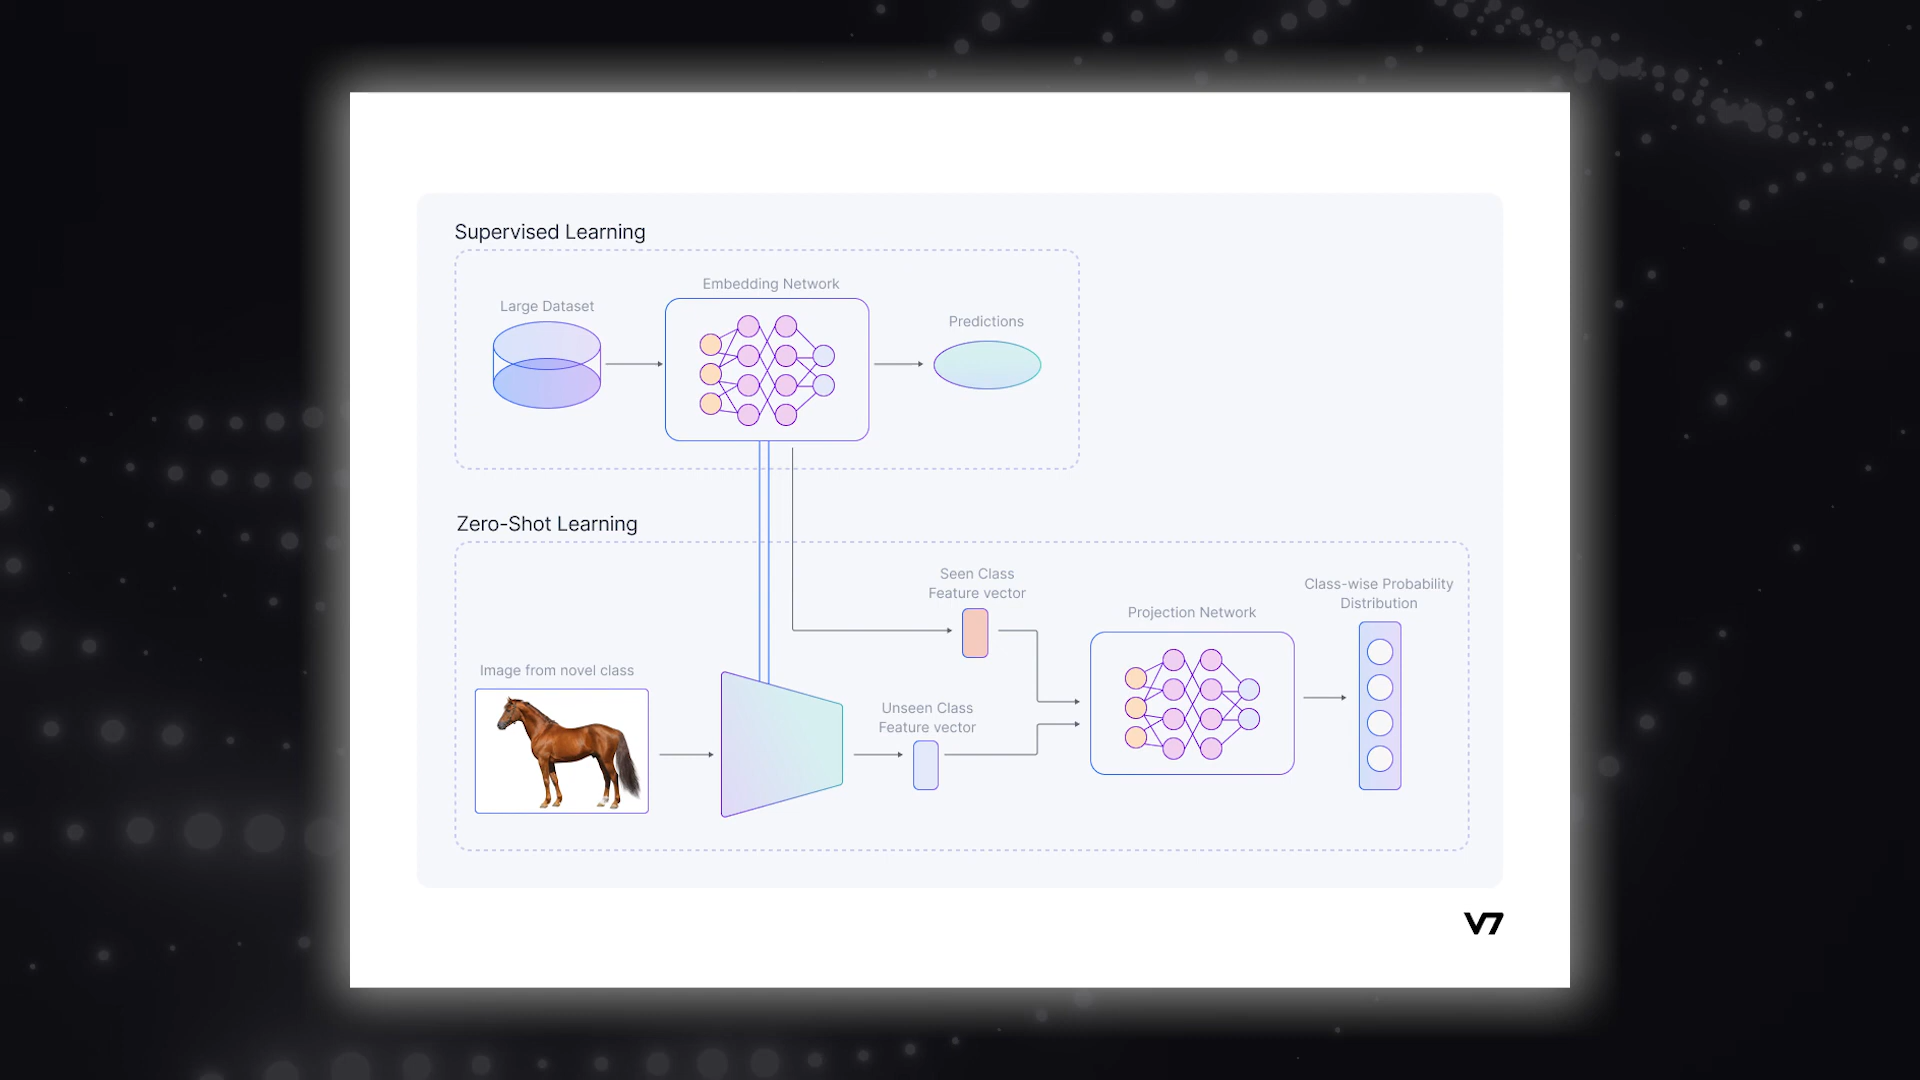 Supervised Learning
Embedding Network
Large Dataset
Predictions
Zero-Shot Learning
Seen Class
Feature vector
Class-wise Probability
Distribution
Projection Network
Image from novel class
Unseen Class
Feature vector
V7